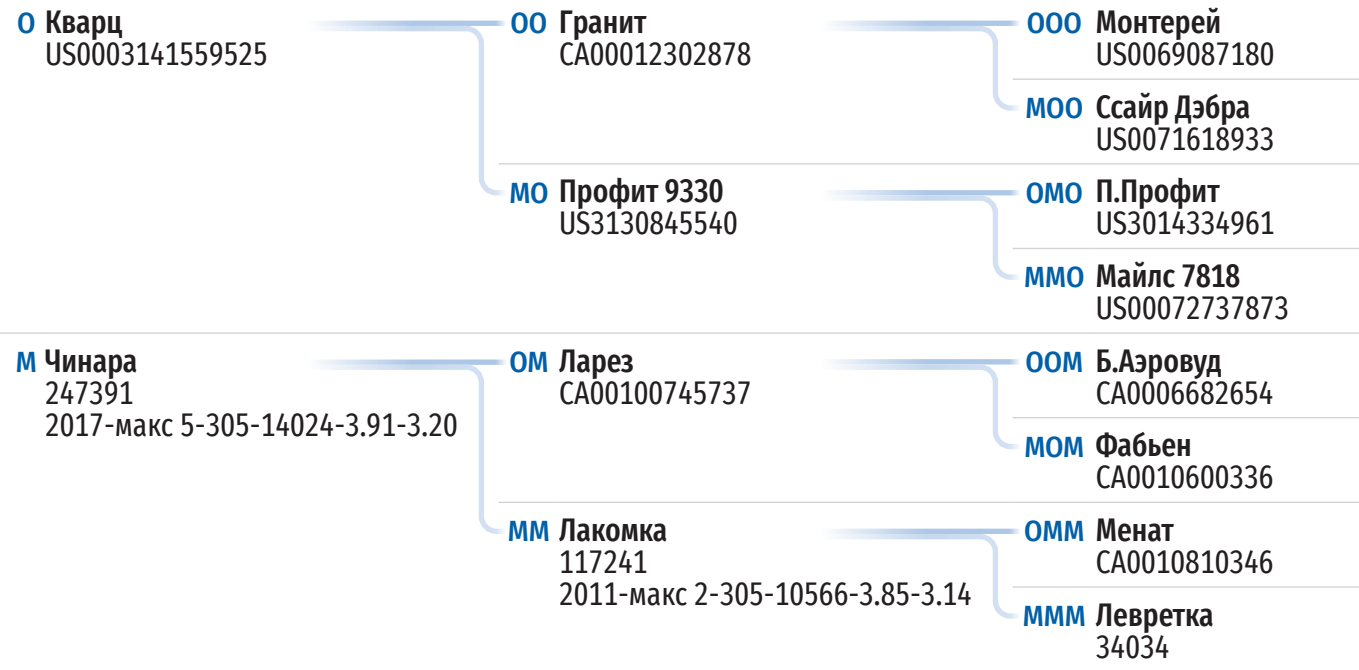 О Кварц
US0003141559525
ОО Гранит
CA00012302878
ООО Монтерей
US0069087180
МОО Ссайр Дэбра
US0071618933
МО Профит 9330
US3130845540
ОМО П.Профит
US3014334961
ММО Майлс 7818
US00072737873
М Чинара
247391
2017-макс 5-305-14024-3.91-3.20
ОМ Ларез
CA00100745737
ООМ Б.Аэровуд
CA0006682654
МОМ Фабьен
CA0010600336
ММ Лакомка
117241
2011-макс 2-305-10566-3.85-3.14
ОММ Менат
CA0010810346
МММ Левретка
34034